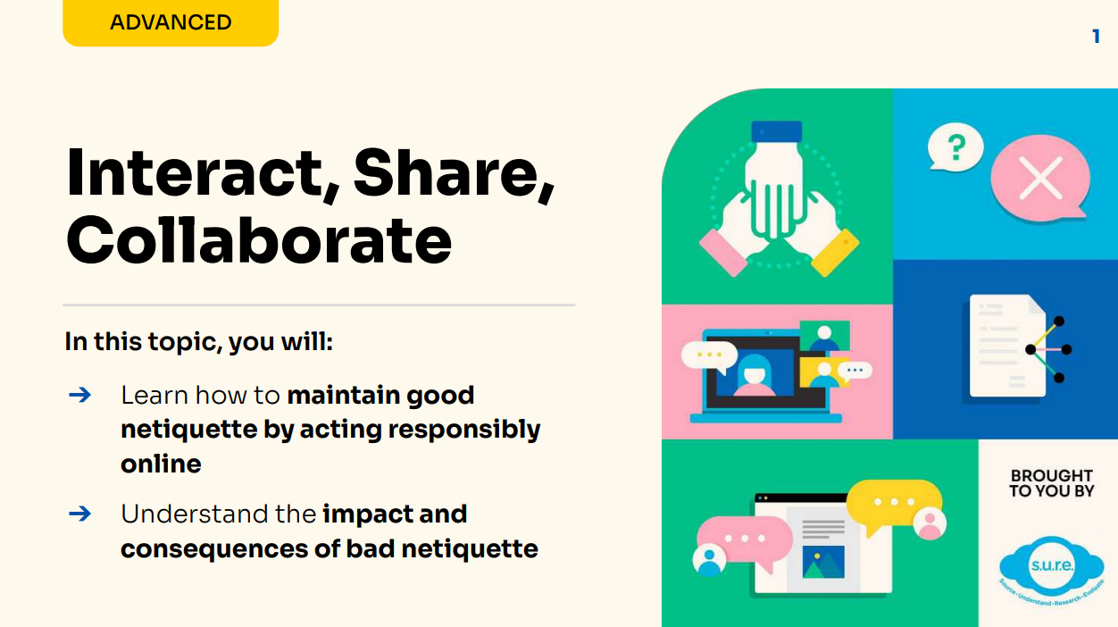 ADVANCED
1
Interact, Share,
Collaborate
In this topic, you will:
➔ Learn how to maintain good
netiquette by acting responsibly
online
➔ Understand the impact and
consequences of bad netiquette
?
BROUGHT
TO YOU BY
s.u.r.e.
Source•Understand•Research•Evaluate